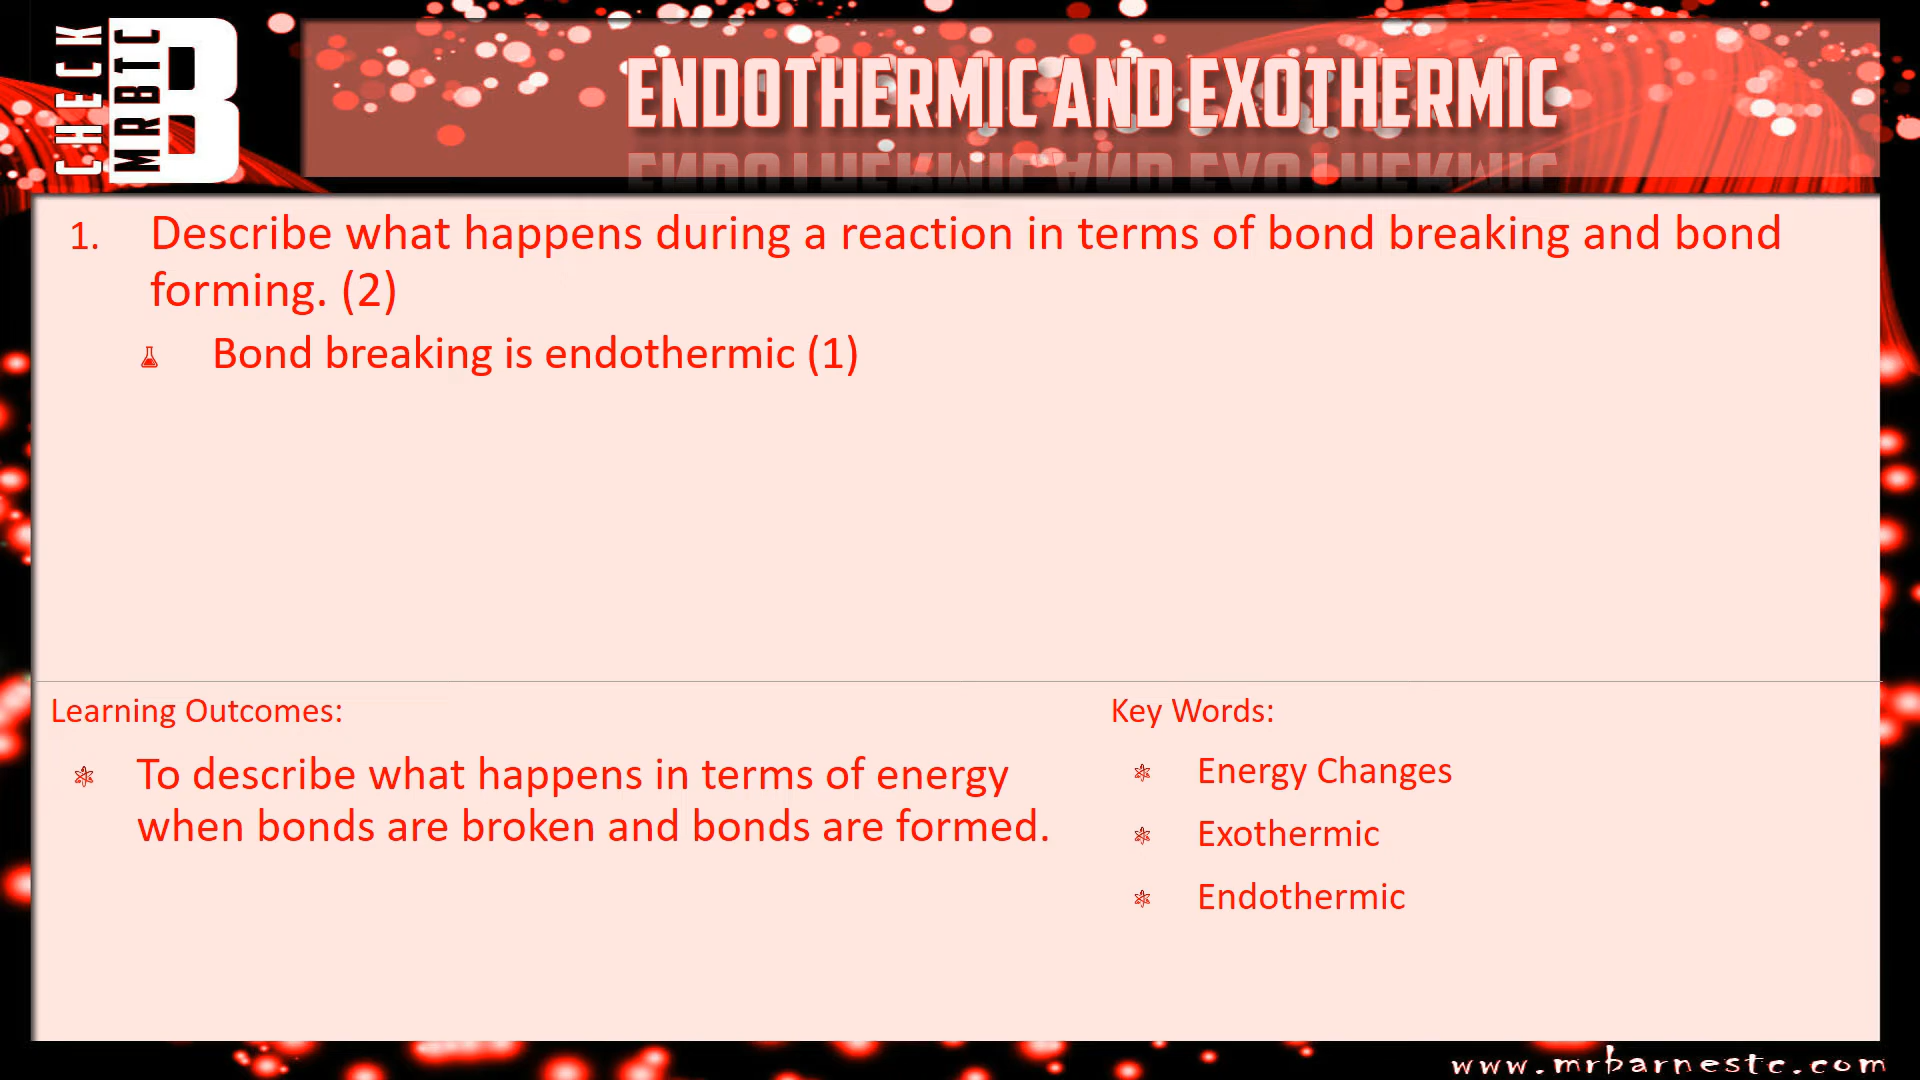 CHECK
MRBTC
B
ENDOTHERMIC AND EXOTHERMIC
1. Describe what happens during a reaction in terms of bond breaking and bond
forming. (2)
Bond breaking is endothermic (1)
Learning Outcomes:
To describe what happens in terms of energy
when bonds are broken and bonds are formed.
Key Words:
Energy Changes
Exothermic
Endothermic
www.mrbarnestc.com